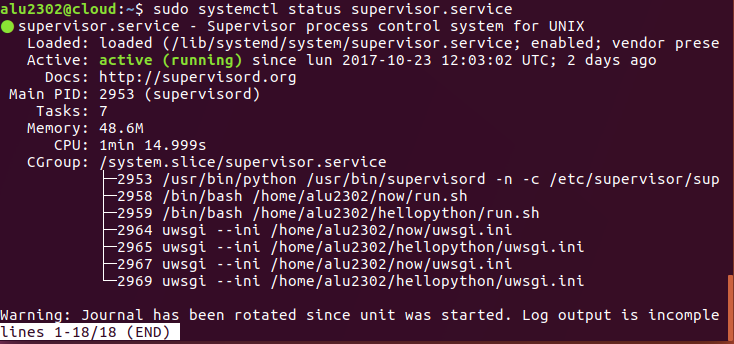 alu2302@cloud:~$ sudo systemctl status supervisor.service
● supervisor.service - Supervisor process control system for UNIX
   Loaded: loaded (/lib/systemd/system/supervisor.service; enabled; vendor prese
   Active: active (running) since lun 2017-10-23 12:03:02 UTC; 2 days ago
     Docs: http://supervisord.org
 Main PID: 2953 (supervisord)
    Tasks: 7
   Memory: 48.6M
      CPU: 1min 14.999s
   CGroup: /system.slice/supervisor.service
           ├─2953 /usr/bin/python /usr/bin/supervisord -n -c /etc/supervisor/sup
           ├─2958 /bin/bash /home/alu2302/now/run.sh
           ├─2959 /bin/bash /home/alu2302/hellopython/run.sh
           ├─2964 uwsgi --ini /home/alu2302/now/uwsgi.ini
           ├─2965 uwsgi --ini /home/alu2302/hellopython/uwsgi.ini
           ├─2967 uwsgi --ini /home/alu2302/now/uwsgi.ini
           └─2969 uwsgi --ini /home/alu2302/hellopython/uwsgi.ini
Warning: Journal has been rotated since unit was started. Log output is incomple
lines 1-18/18 (END)